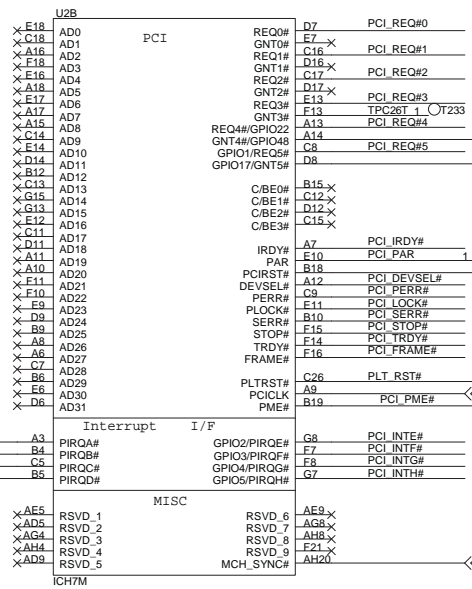 U2B
PCI
E18 AD0 REQ0# D7 PCI_REQ#0
C18 AD1 GNT0# E7
A16 AD2 REQ1# C16 PCI_REQ#1
F18 AD3 GNT1# D16
E16 AD4 REQ2# C17 PCI_REQ#2
A18 AD5 GNT2# D17
E17 AD6 REQ3# E13 PCI_REQ#3
A17 AD7 GNT3# F13 TPC26T 1 T233
A15 AD8 REQ4#/GPIO22 A13 PCI_REQ#4
C14 AD9 GNT4#/GPIO48 A14
E14 AD10 GPIO1/REQ5# C8 PCI_REQ#5
D14 AD11 GPIO17/GNT5# D8
B12 AD12
C13 AD13 C/BE0# B15
G15 AD14 C/BE1# C12
G13 AD15 C/BE2# D12
E12 AD16 C/BE3# C15
C11 AD17
D11 AD18 IRDY# A7 PCI_IRDY#
A11 AD19 PAR E10 PCI_PAR 1
A10 AD20 PCIRST# B18
F11 AD21 DEVSEL# A12 PCI_DEVSEL#
F10 AD22 PERR# C9 PCI_PERR#
E9 AD23 PLOCK# E11 PCI_LOCK#
D9 AD24 SERR# B10 PCI_SERR#
B9 AD25 STOP# F15 PCI_STOP#
A8 AD26 TRDY# F14 PCI_TRDY#
A6 AD27 FRAME# F16 PCI_FRAME#
C7 AD28
B6 AD29 PLTRST# C26 PLT_RST#
E6 AD30 PCICLK A9
D6 AD31 PME# B19 PCI_PME#
Interrupt I/F
A3 PIRQA# GPIO2/PIRQE# G8 PCI_INTE#
B4 PIRQB# GPIO3/PIRQF# F7 PCI_INTF#
C5 PIRQC# GPIO4/PIRQG# F8 PCI_INTG#
B5 PIRQD# GPIO5/PIRQH# G7 PCI_INTH#
MISC
AE5 RSVD_1 RSVD_6 AE9
AD5 RSVD_2 RSVD_7 AG8
AG4 RSVD_3 RSVD_8 AH8
AH4 RSVD_4 RSVD_9 F21
AD9 RSVD_5 MCH_SYNC# AH20
ICH7M